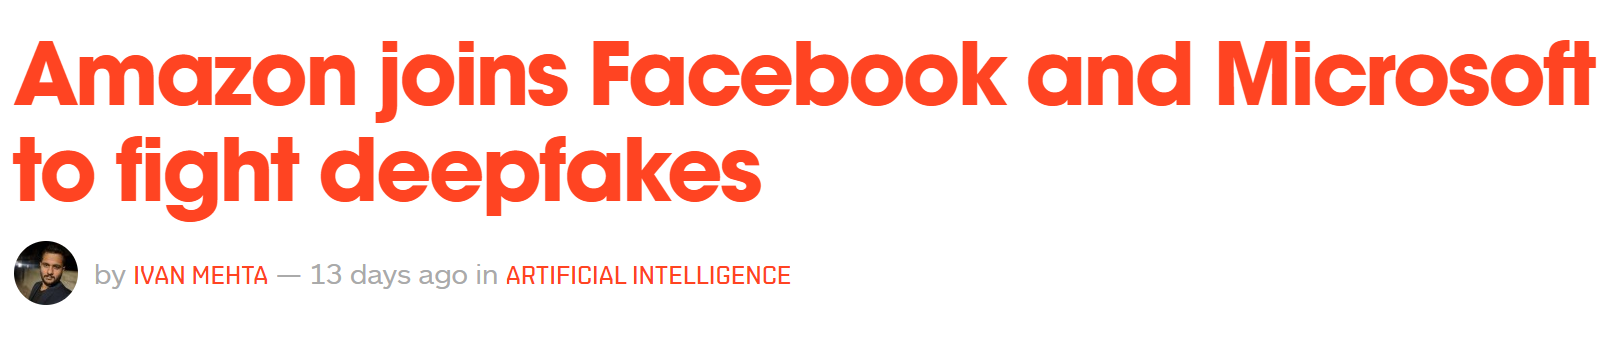 Amazon joins Facebook and Microsoft
to fight deepfakes
by IVAN MEHTA — 13 days ago in ARTIFICIAL INTELLIGENCE